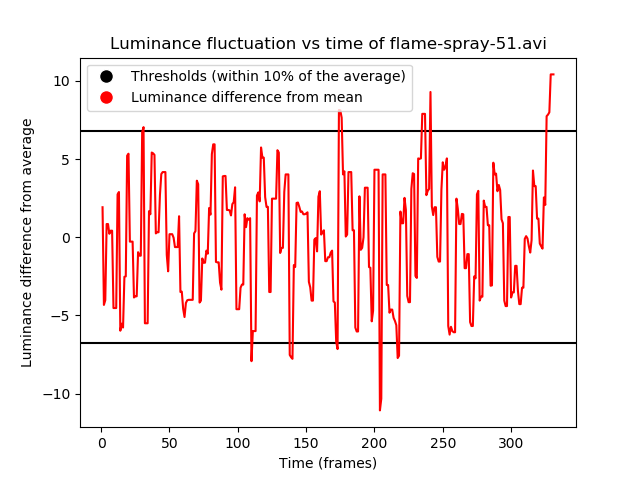 Luminance fluctuation vs time of flame-spray-51.avi
Thresholds (within 10% of the average)
Luminance difference from mean
Luminance difference from average
10
5
0
−5
−10
0 50 100 150 200 250 300
Time (frames)